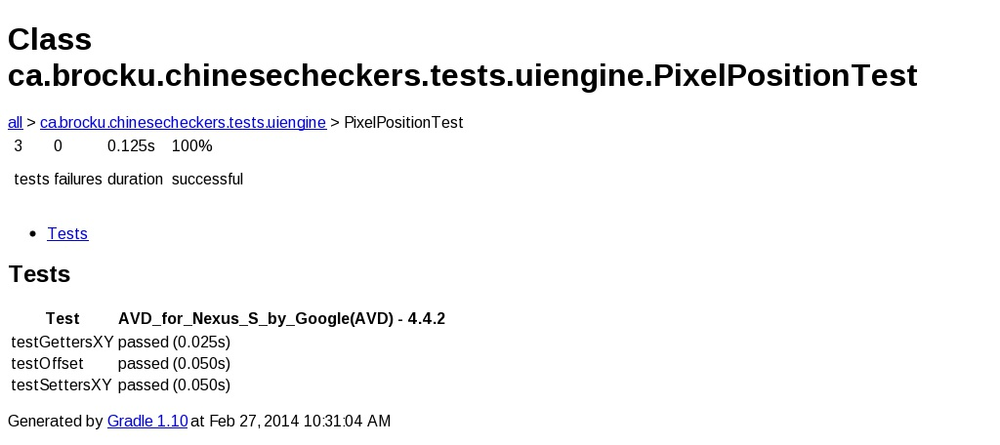 Class
ca.brocku.chinesecheckers.tests.uiengine.PixelPositionTest
all > ca.brocku.chinesecheckers.tests.uiengine > PixelPositionTest
3 0 0.125s 100%
tests failures duration successful
• Tests
Tests
Test AVD_for_Nexus_S_by_Google(AVD) - 4.4.2
testGettersXY passed (0.025s)
testOffset passed (0.050s)
testSettersXY passed (0.050s)
Generated by Gradle 1.10 at Feb 27, 2014 10:31:04 AM